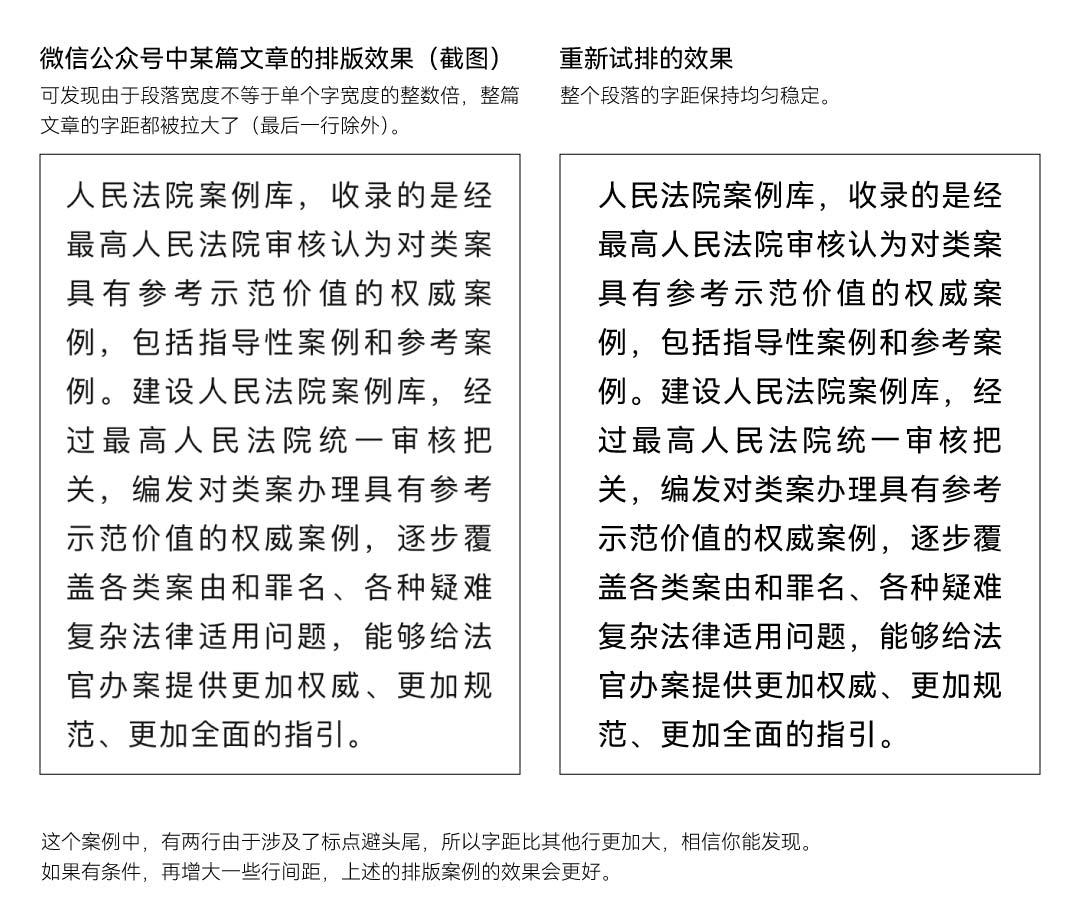 微信公众号中某篇文章的排版效果（截图）
可发现由于段落宽度不等于单个字宽度的整数倍，整篇
文章的字距都被拉大了（最后一行除外）。
人民法院案例库，收录的是经
最高人民法院审核认为对类案
具有参考示范价值的权威案
例，包括指导性案例和参考案
例。建设人民法院案例库，经
过最高人民法院统一审核把
关，编发对类案办理具有参考
示范价值的权威案例，逐步覆
盖各类案由和罪名、各种疑难
复杂法律适用问题，能够给法
官办案提供更加权威、更加规
范、更加全面的指引。
重新试排的效果
整个段落的字距保持均匀稳定。
人民法院案例库，收录的是经
最高人民法院审核认为对类案
具有参考示范价值的权威案
例，包括指导性案例和参考案
例。建设人民法院案例库，经
过最高人民法院统一审核把
关，编发对类案办理具有参考
示范价值的权威案例，逐步覆
盖各类案由和罪名、各种疑难
复杂法律适用问题，能够给法
官办案提供更加权威、更加规
范、更加全面的指引。
这个案例中，有两行由于涉及了标点避头尾，所以字距比其他行更加大，相信你能发现。
如果有条件，再增大一些行间距，上述的排版案例的效果会更好。